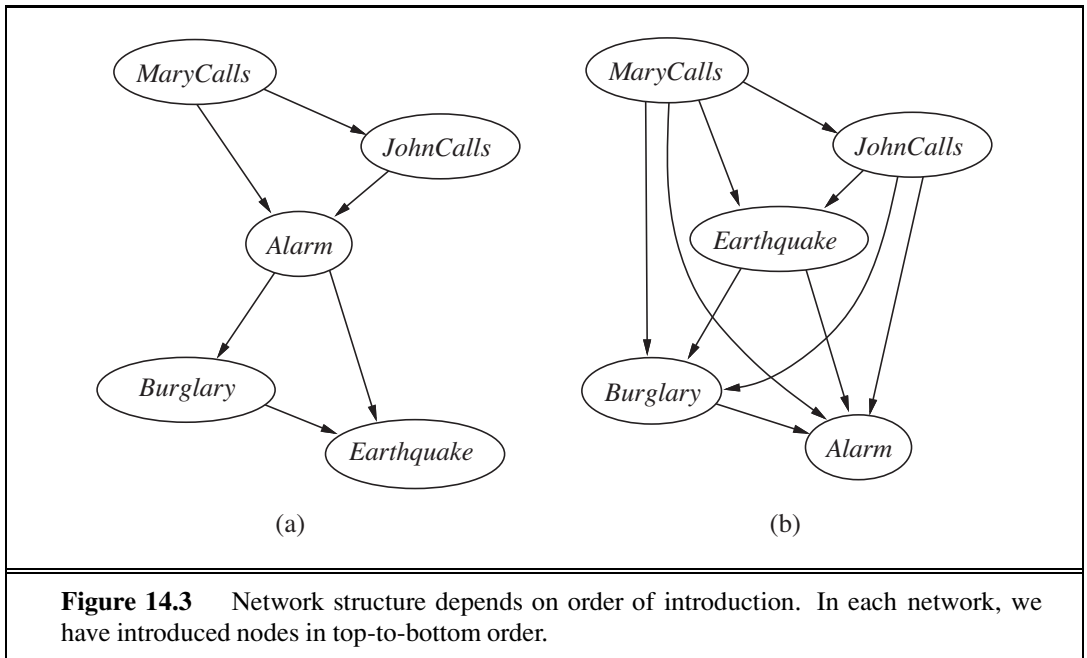 MaryCalls
JohnCalls
Alarm
Burglary
Earthquake
(a)
MaryCalls
JohnCalls
Earthquake
Burglary
Alarm
(b)
Figure 14.3 Network structure depends on order of introduction. In each network, we
have introduced nodes in top-to-bottom order.